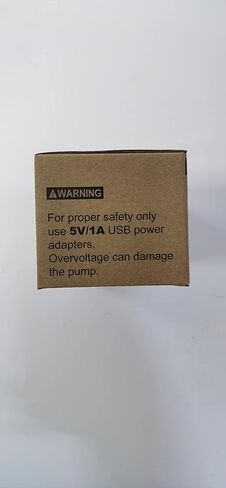 ⚠WARNING
For proper safety only
use 5V/1A USB power
adapters.
Overvoltage can damage
the pump.